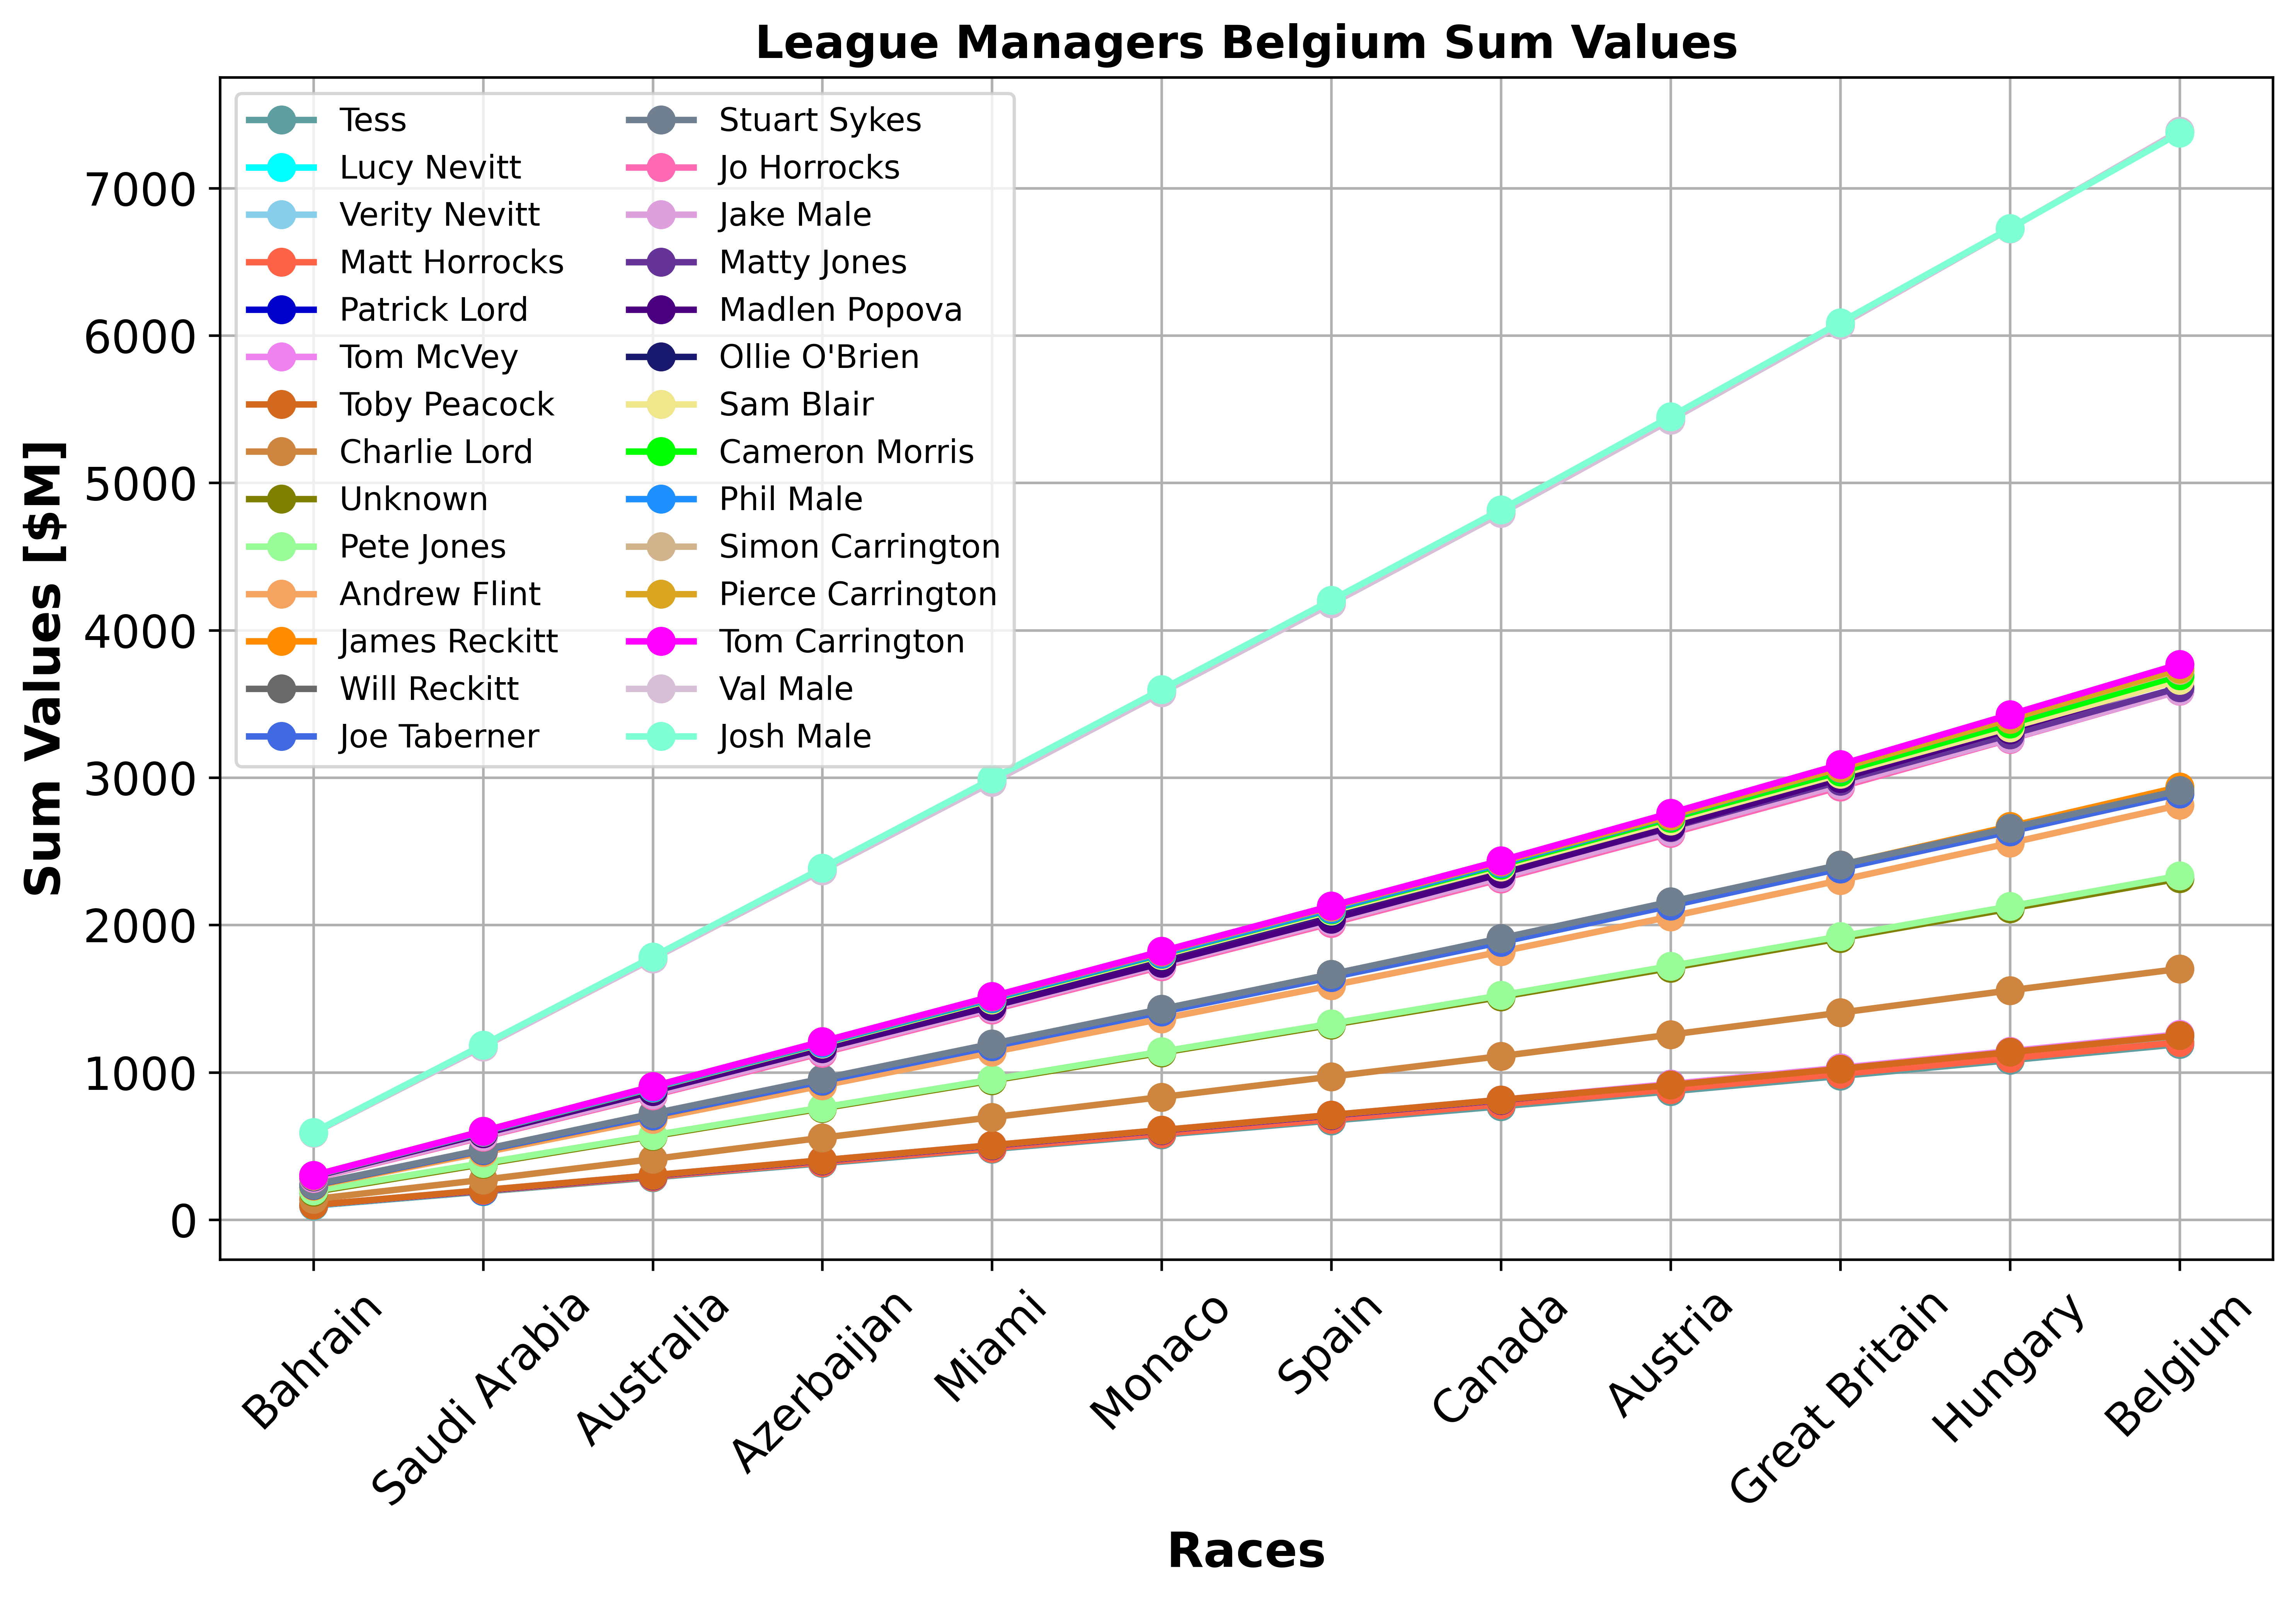 League Managers Belgium Sum Values
Sum Values [$M]
7000
6000
5000
4000
3000
2000
1000
0
Tess
Lucy Nevitt
Verity Nevitt
Matt Horrocks
Patrick Lord
Tom McVey
Toby Peacock
Charlie Lord
Unknown
Pete Jones
Andrew Flint
James Reckitt
Will Reckitt
Joe Taberner
Stuart Sykes
Jo Horrocks
Jake Male
Matty Jones
Madlen Popova
Ollie O'Brien
Sam Blair
Cameron Morris
Phil Male
Simon Carrington
Pierce Carrington
Tom Carrington
Val Male
Josh Male
Bahrain
Saudi Arabia
Australia
Azerbaijan
Miami
Monaco
Spain
Canada
Austria
Great Britain
Hungary
Belgium
Races